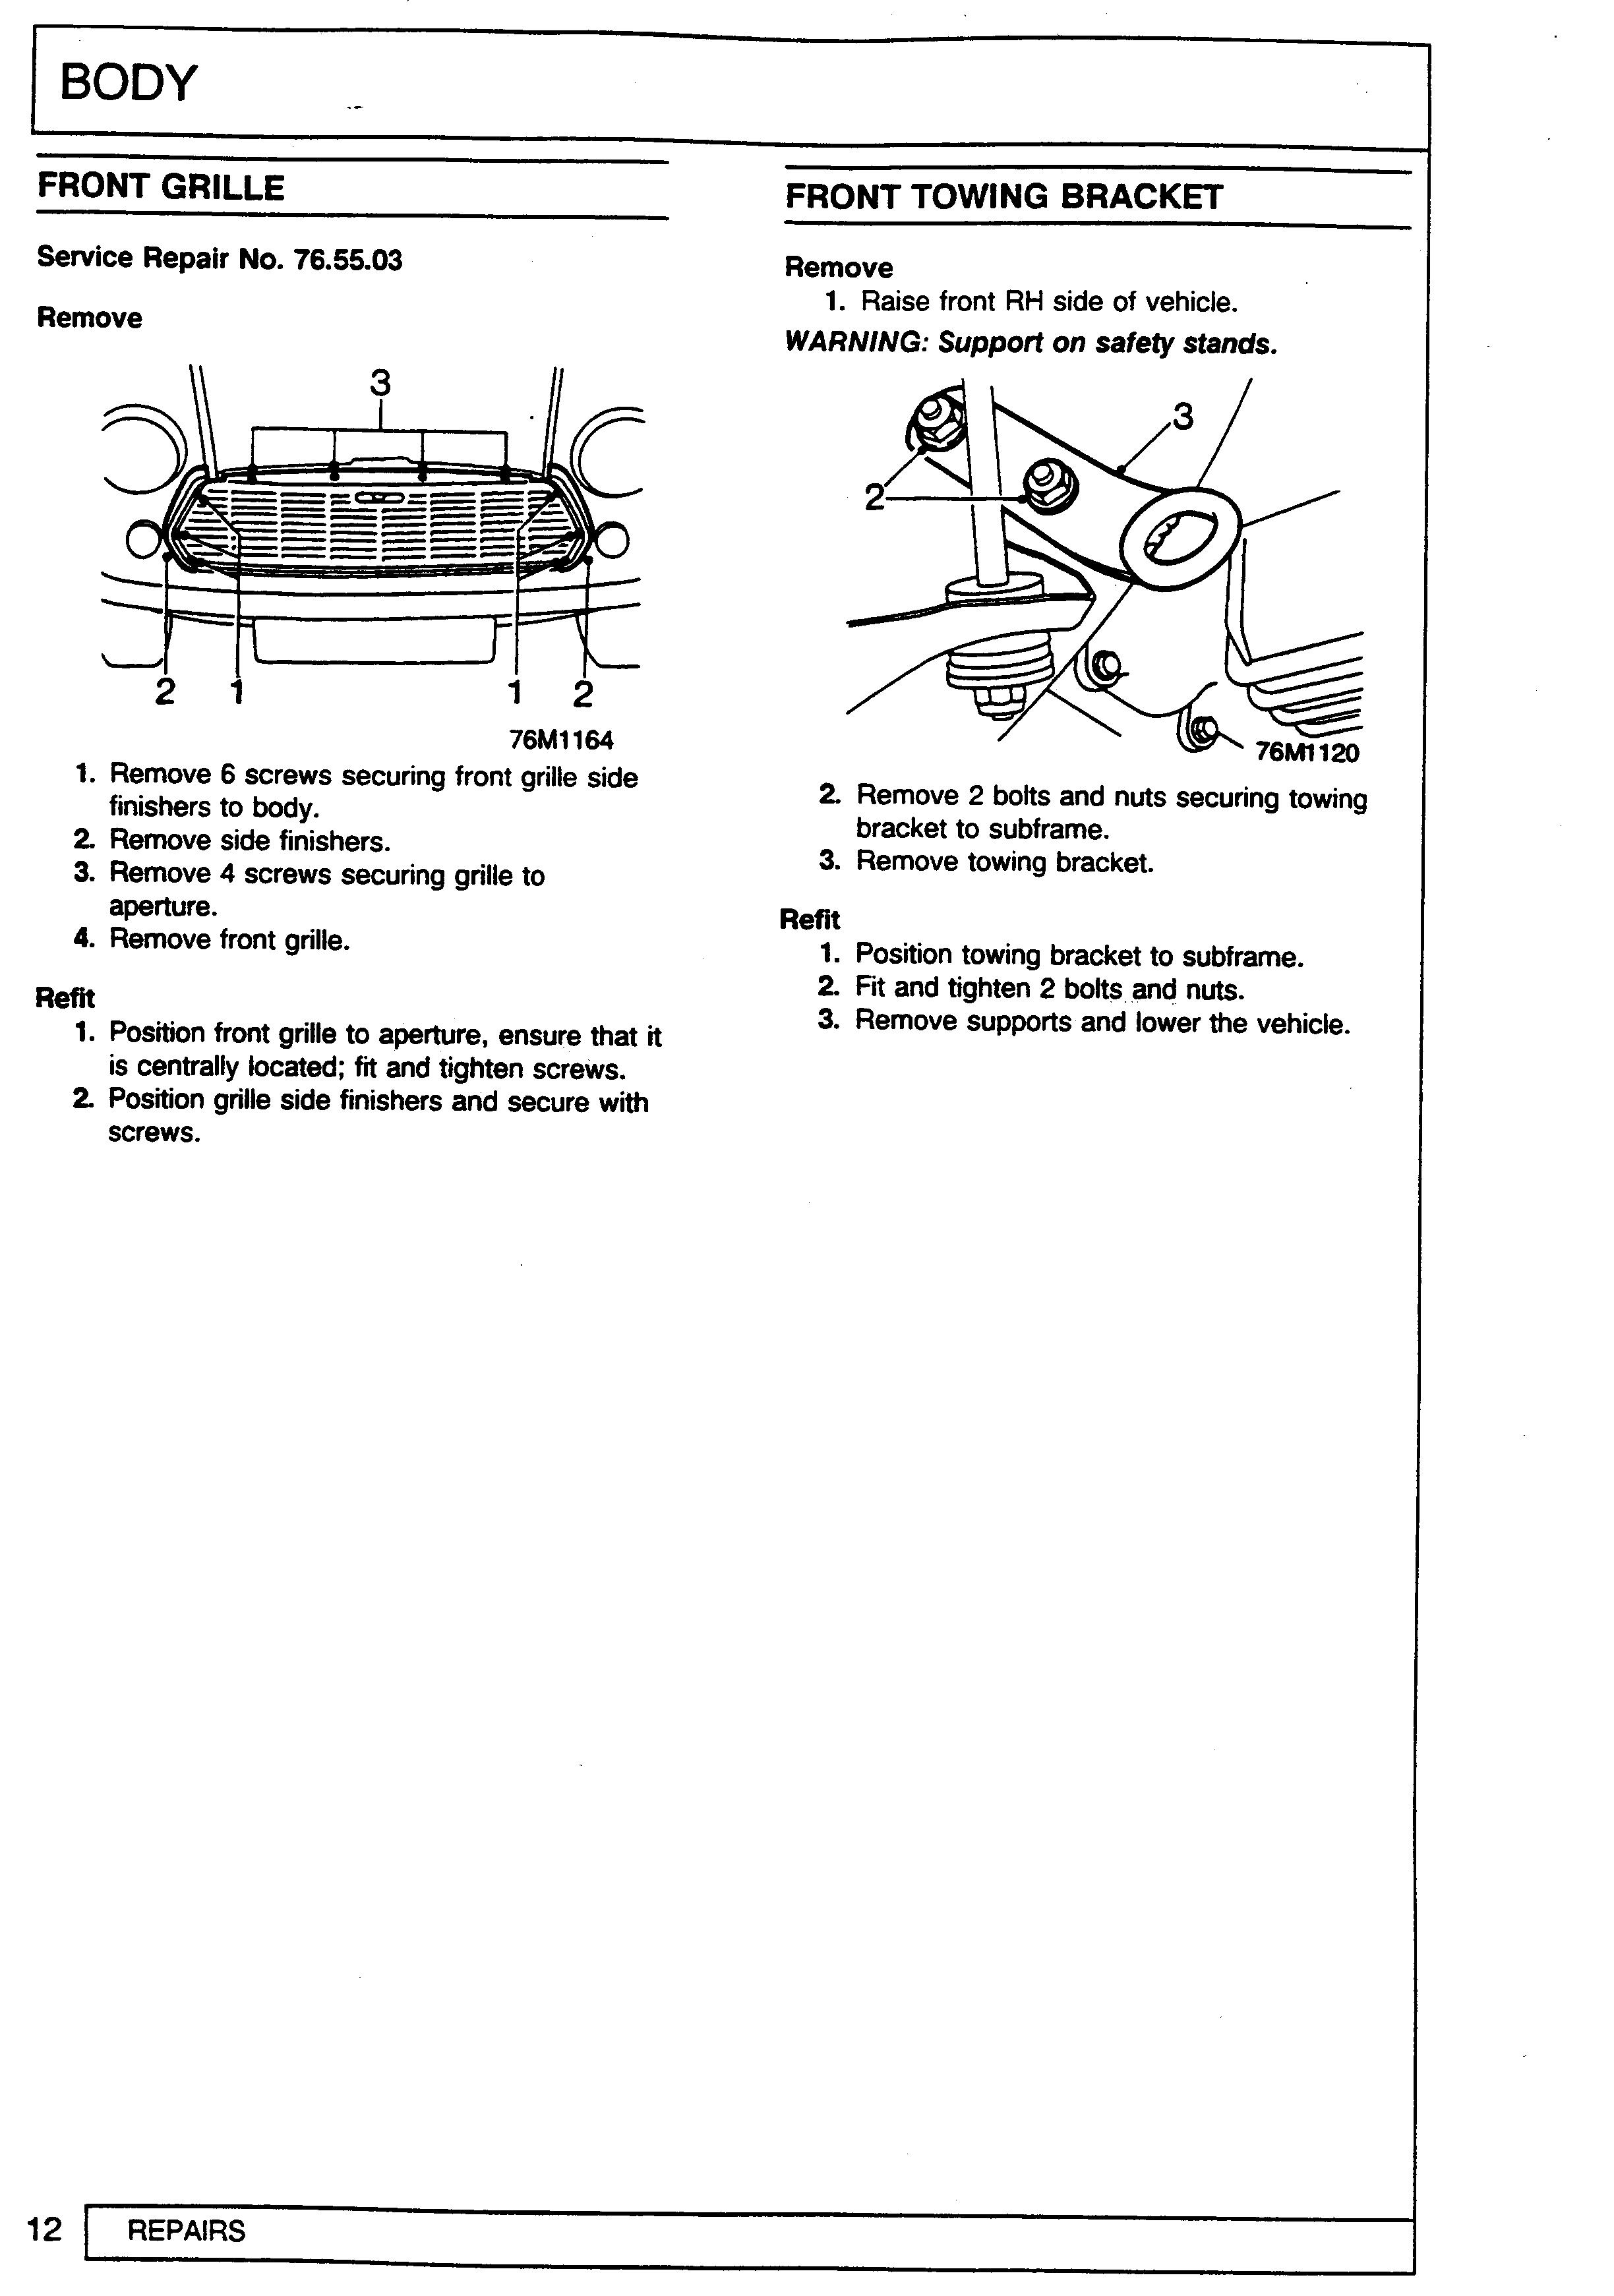 BODY
FRONT GRILLE
Service Repair No. 76.55.03
Remove
3
2 1 1 2
76M1164
1. Remove 6 screws securing front grille side
finishers to body.
2. Remove side finishers.
3. Remove 4 screws securing grille to
aperture.
4. Remove front grille.
Refit
1. Position front grille to aperture, ensure that it
is centrally located; fit and tighten screws.
2. Position grille side finishers and secure with
screws.
FRONT TOWING BRACKET
Remove
1. Raise front RH side of vehicle.
WARNING: Support on safety stands.
3
2
76M1120
2. Remove 2 bolts and nuts securing towing
bracket to subframe.
3. Remove towing bracket.
Refit
1. Position towing bracket to subframe.
2. Fit and tighten 2 bolts and nuts.
3. Remove supports and lower the vehicle.
12 REPAIRS